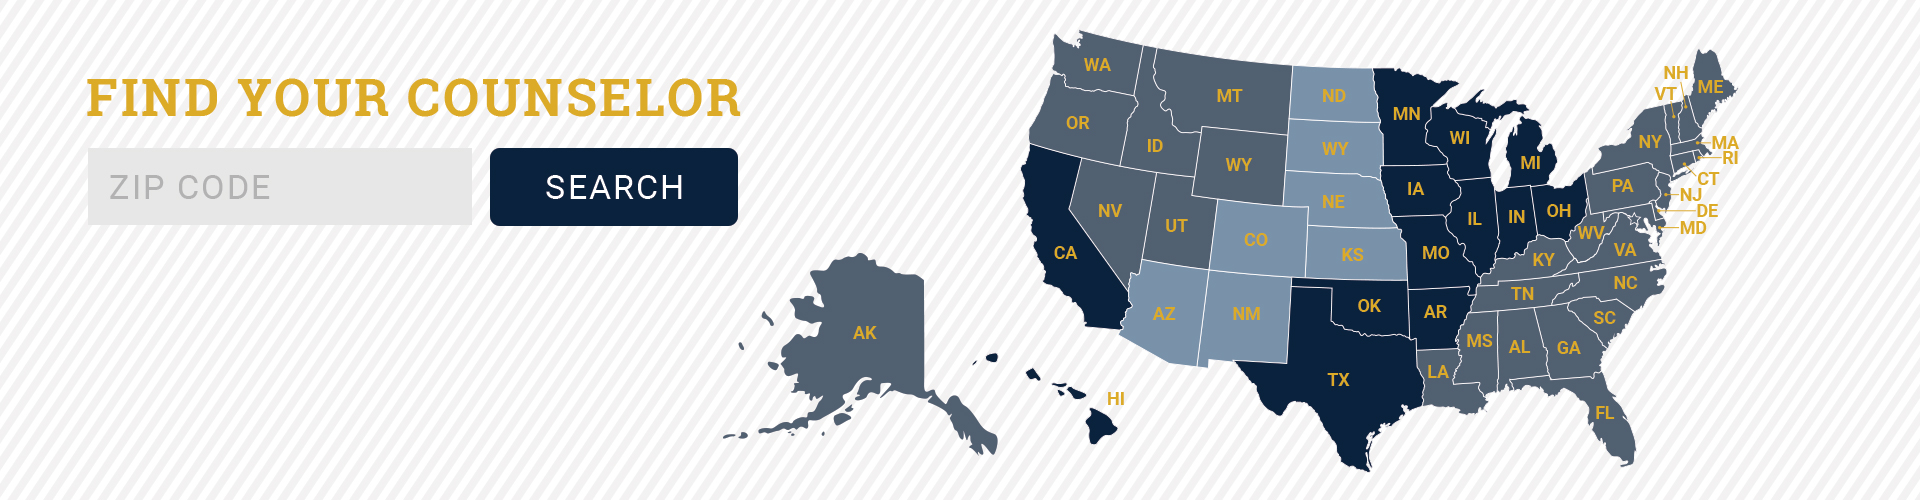 FIND YOUR COUNSELOR
ZIP CODE
SEARCH
WA
OR
ID
MT
WY
NV
UT
CA
AZ
NM
CO
ND
WY
NE
KS
OK
TX
MN
IA
MO
AR
LA
WI
IL
MI
IN
OH
KY
TN
MS
AL
GA
FL
SC
NC
VA
WV
PA
NY
VT
NH
ME
MA
RI
CT
NJ
DE
MD
AK
HI